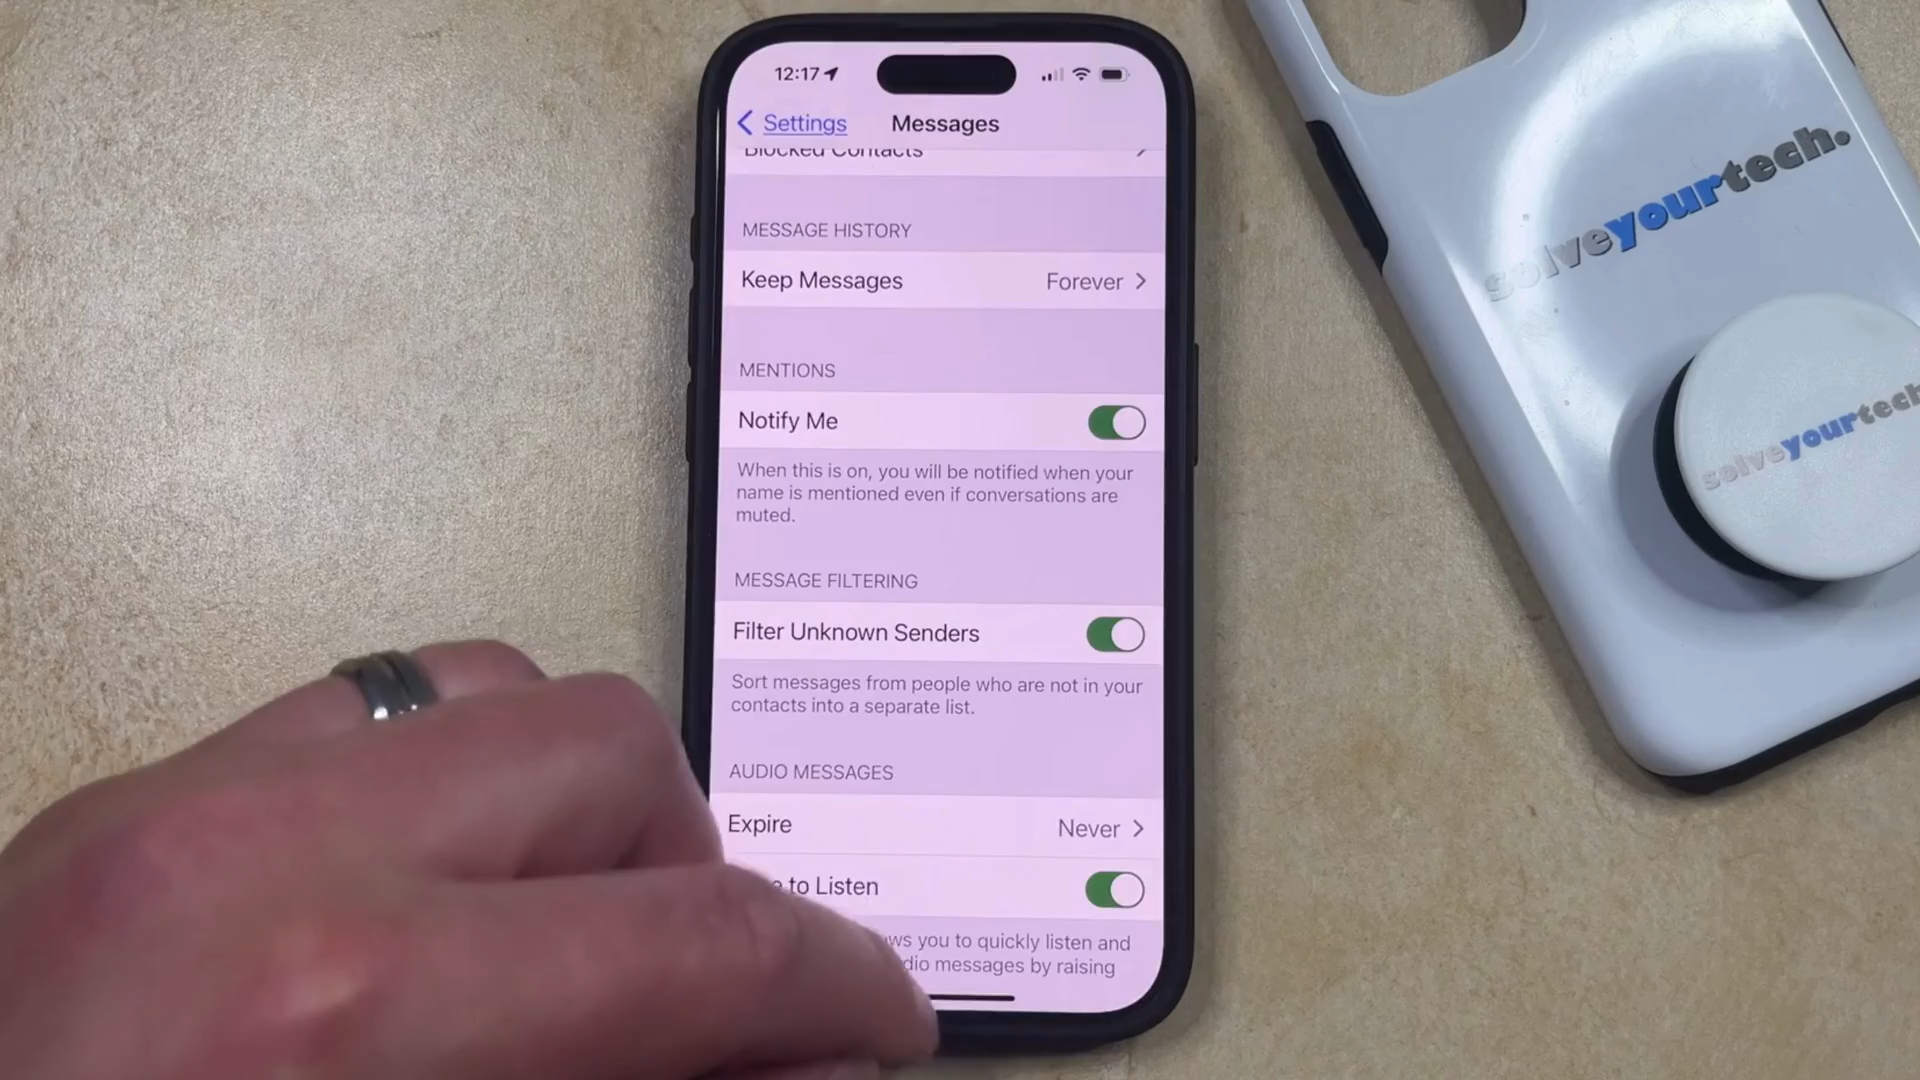 12:17
Settings
Messages
Blocked Contacts
MESSAGE HISTORY
Keep Messages
Forever
MENTIONS
Notify Me
When this is on, you will be notified when your
name is mentioned even if conversations are
muted.
MESSAGE FILTERING
Filter Unknown Senders
Sort messages from people who are not in your
contacts into a separate list.
AUDIO MESSAGES
Expire
Never
to Listen
you to quickly listen and
messages by raising
solveyourtech.
solveyourtech